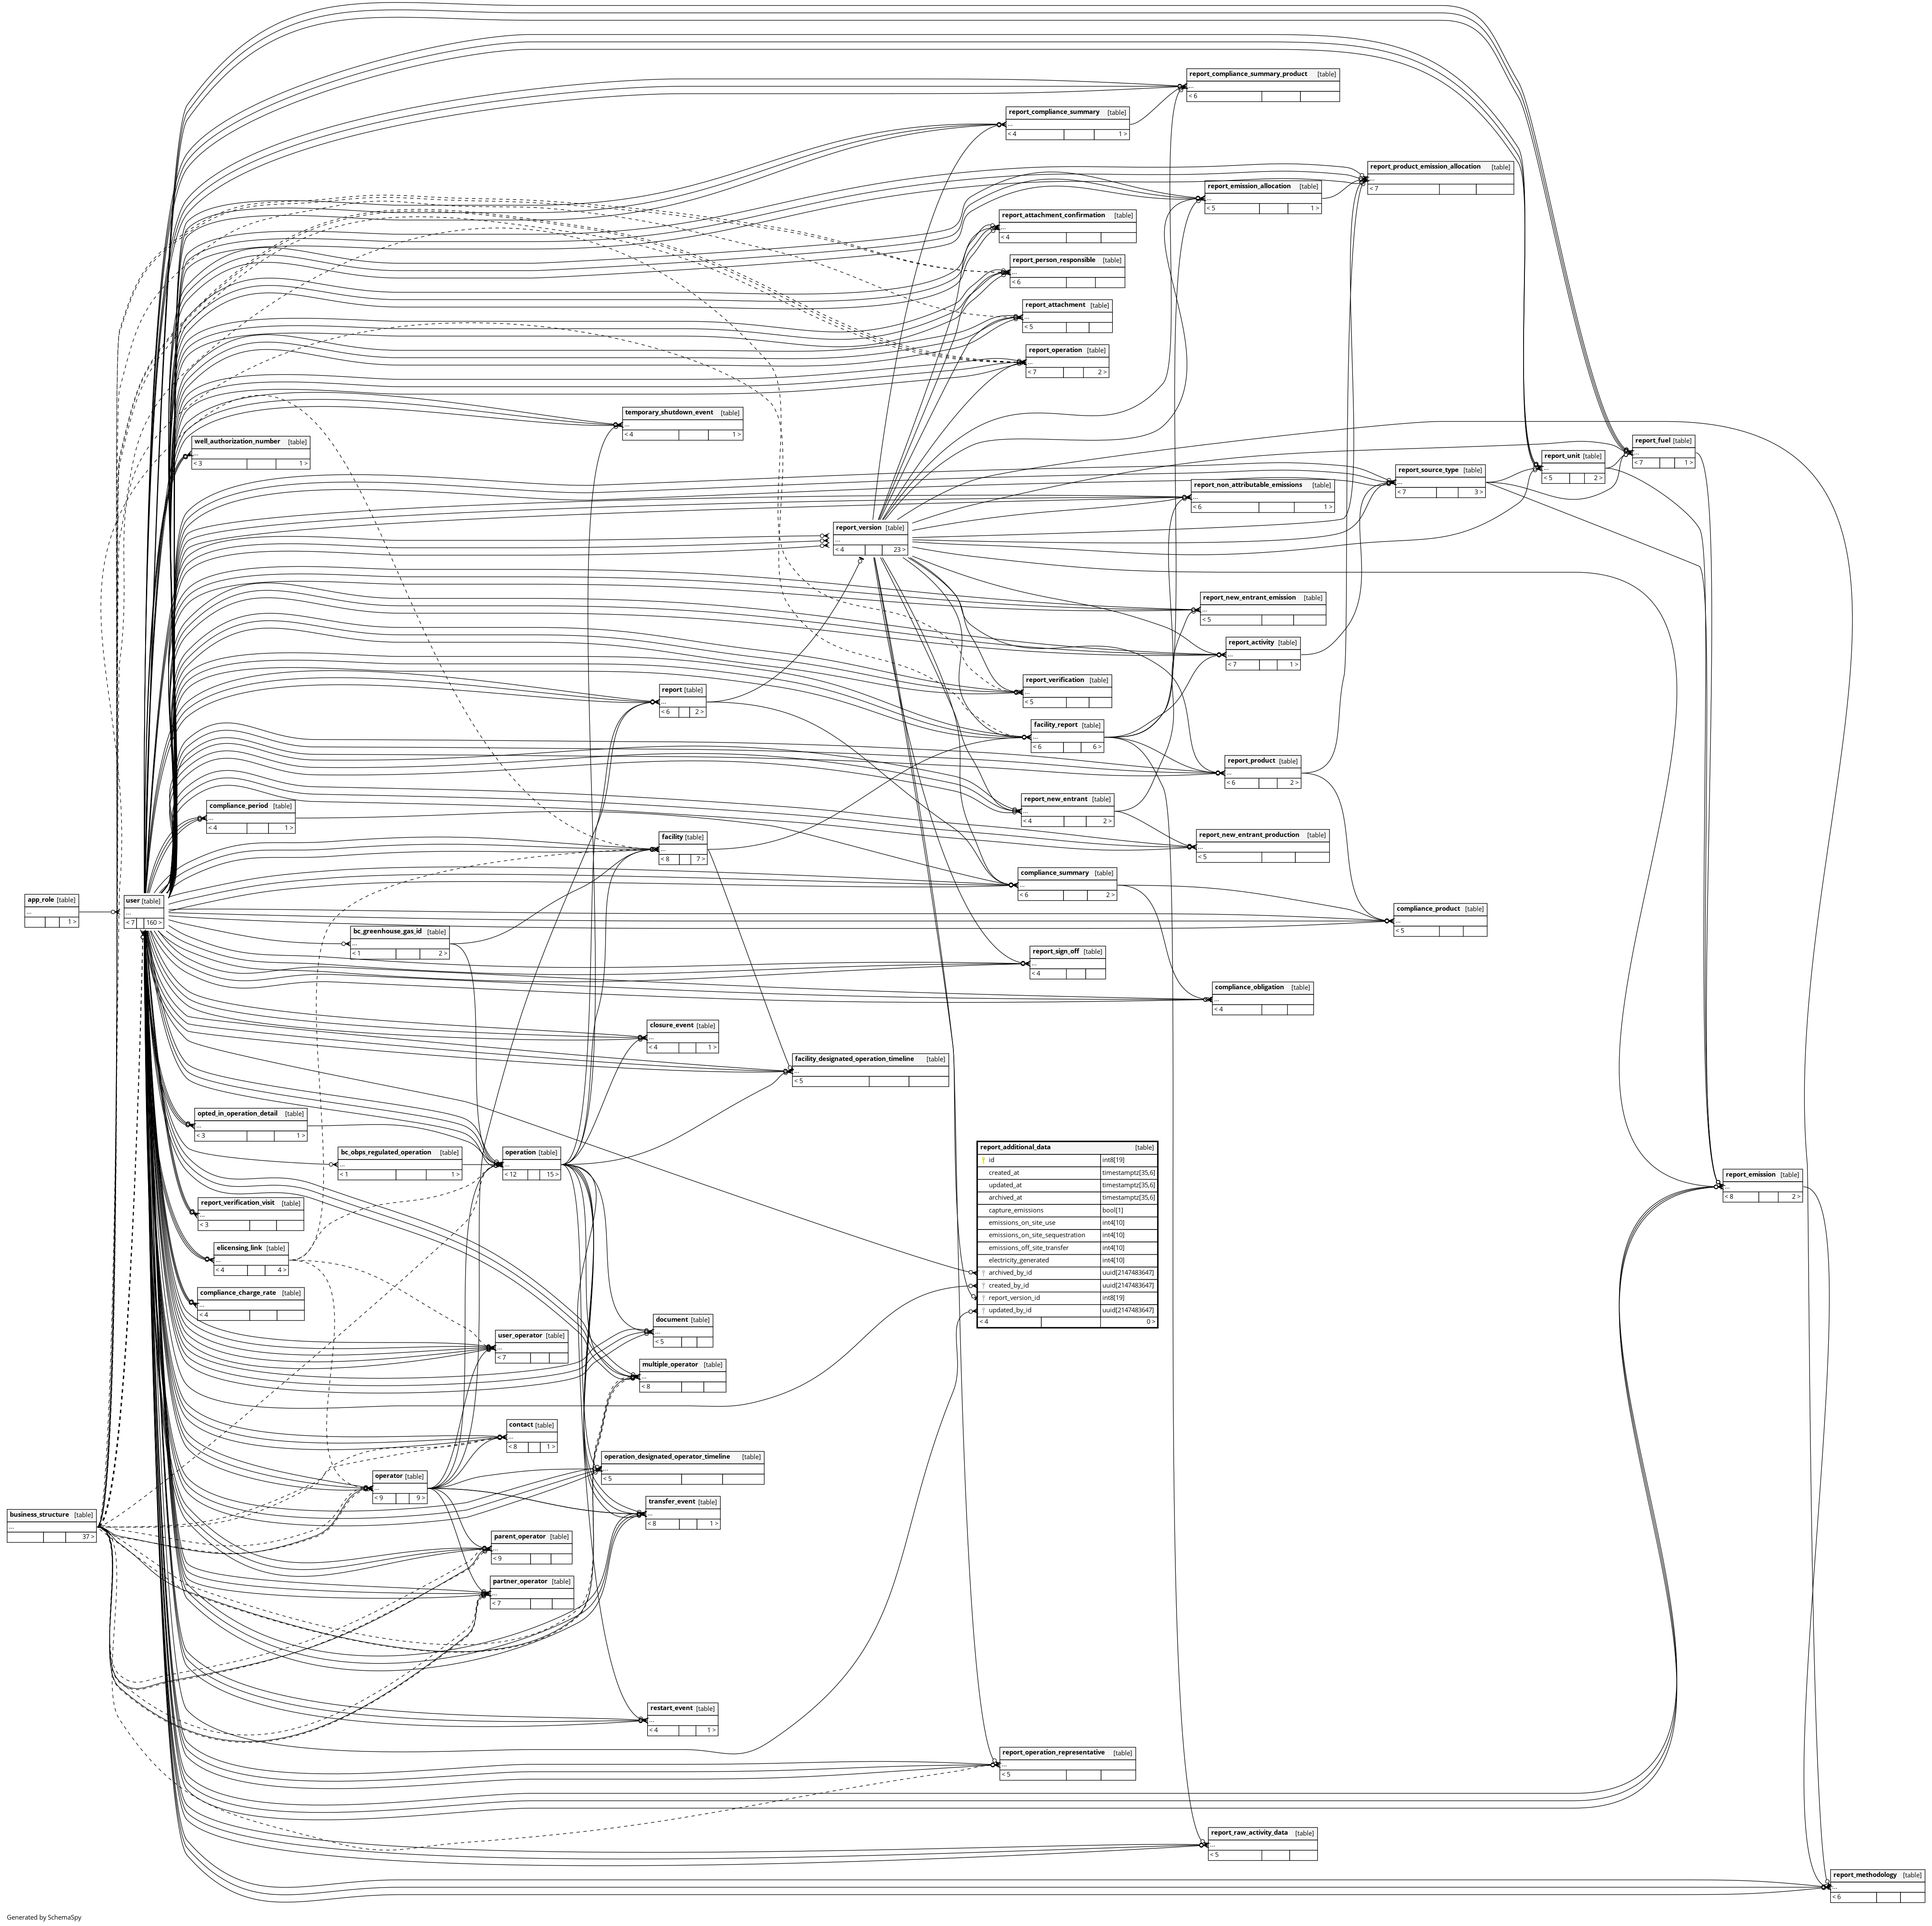 report_compliance_summary_product [table]
...
< 6
report_compliance_summary [table]
...
< 4 1 >
report_product_emission_allocation [table]
...
< 7
report_emission_allocation [table]
...
< 5 1 >
report_attachment_confirmation [table]
...
< 4
report_person_responsible [table]
...
< 6
report_attachment [table]
...
< 5
report_operation [table]
...
< 7 2 >
temporary_shutdown_event [table]
...
< 4 1 >
well_authorization_number [table]
...
< 3 1 >
report_fuel [table]
...
< 7 1 >
report_unit [table]
...
< 5 2 >
report_source_type [table]
...
< 7 3 >
report_non_attributable_emissions [table]
...
< 6 1 >
report_version [table]
...
< 4 23 >
report_new_entrant_emission [table]
...
< 5
report_activity [table]
...
< 7 1 >
report_verification [table]
...
< 5
report [table]
...
< 6 2 >
facility_report [table]
...
< 6 6 >
report_product [table]
...
< 6 2 >
report_new_entrant [table]
...
< 4 2 >
compliance_period [table]
...
< 4 1 >
report_new_entrant_production [table]
...
< 5
facility [table]
...
< 8 7 >
compliance_summary [table]
...
< 6 2 >
app_role [table]
...
1 >
user [table]
...
< 7 160 >
compliance_product [table]
...
< 5
bc_greenhouse_gas_id [table]
...
< 1 2 >
report_sign_off [table]
...
< 4
compliance_obligation [table]
...
< 4
closure_event [table]
...
< 4 1 >
facility_designated_operation_timeline [table]
...
< 5
opted_in_operation_detail [table]
...
< 3 1 >
bc_obps_regulated_operation [table]
...
< 1 1 >
operation [table]
...
< 12 15 >
report_additional_data [table]
id int8[19]
created_at timestamptz[35,6]
updated_at timestamptz[35,6]
archived_at timestamptz[35,6]
capture_emissions bool[1]
emissions_on_site_use int4[10]
emissions_on_site_sequestration int4[10]
emissions_off_site_transfer int4[10]
electricity_generated int4[10]
archived_by_id uuid[2147483647]
created_by_id uuid[2147483647]
report_version_id int8[19]
updated_by_id uuid[2147483647]
< 4 0 >
report_emission [table]
...
< 8 2 >
report_verification_visit [table]
...
< 3
elicensing_link [table]
...
< 4 4 >
compliance_charge_rate [table]
...
< 4
document [table]
...
< 5
user_operator [table]
...
< 7
multiple_operator [table]
...
< 8
contact [table]
...
< 8 1 >
operation_designated_operator_timeline [table]
...
< 5
operator [table]
...
< 9 9 >
transfer_event [table]
...
< 8 1 >
business_structure [table]
...
37 >
parent_operator [table]
...
< 9
partner_operator [table]
...
< 7
restart_event [table]
...
< 4 1 >
report_operation_representative [table]
...
< 5
report_raw_activity_data [table]
...
< 5
report_methodology [table]
...
< 6
Generated by SchemaSpy